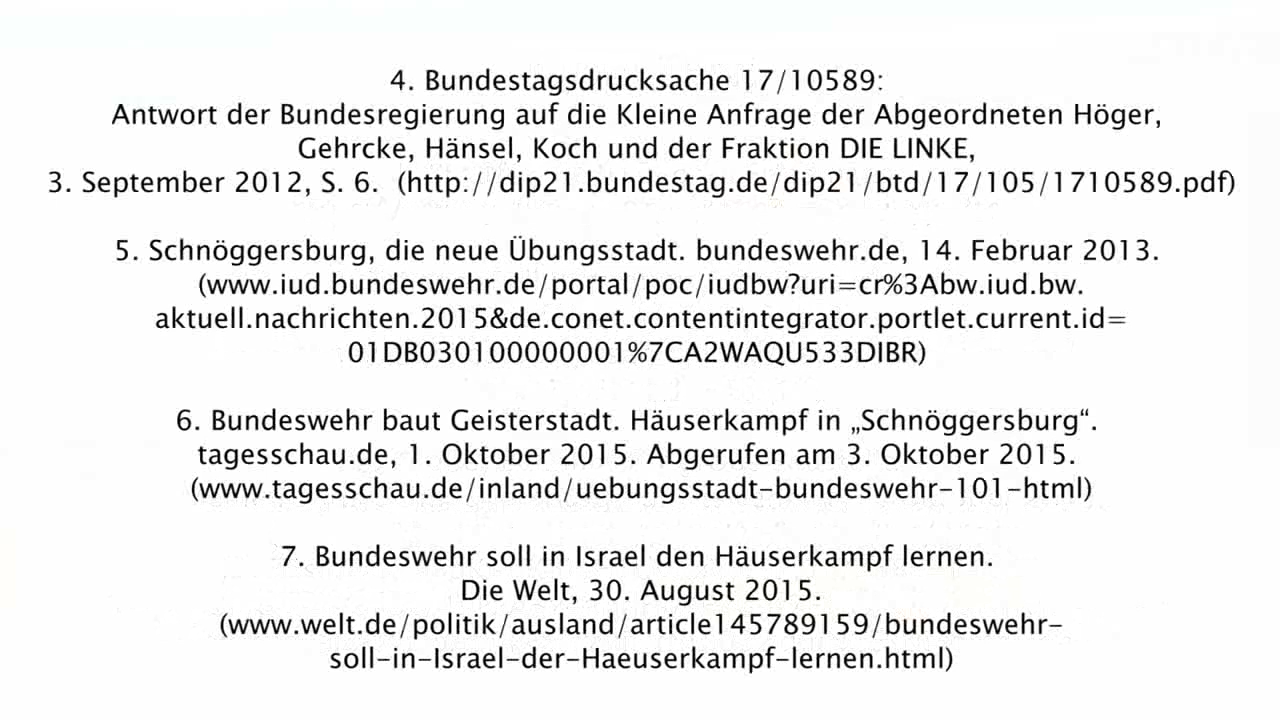 4. Bundestagsdrucksache 17/10589:
Antwort der Bundesregierung auf die Kleine Anfrage der Abgeordneten Höger,
Gehrcke, Hänsel, Koch und der Fraktion DIE LINKE,
3. September 2012, S. 6. (http://dip21.bundestag.de/dip21/btd/17/105/1710589.pdf)
5. Schnöggersburg, die neue Übungsstadt. bundeswehr.de, 14. Februar 2013.
(www.iud.bundeswehr.de/portal/poc/iudbw?uri=cr%3Abw.iud.bw.
aktuell.nachrichten.2015&de.conet.contentintegrator.portlet.current.id=
01DB030100000001%7CA2WAQU533DIBR)
6. Bundeswehr baut Geisterstadt. Häuserkampf in „Schnöggersburg“.
tagesschau.de, 1. Oktober 2015. Abgerufen am 3. Oktober 2015.
(www.tagesschau.de/inland/uebungsstadt-bundeswehr-101-html)
7. Bundeswehr soll in Israel den Häuserkampf lernen.
Die Welt, 30. August 2015.
(www.welt.de/politik/ausland/article145789159/bundeswehr-
soll-in-Israel-der-Haeuserkampf-lernen.html)